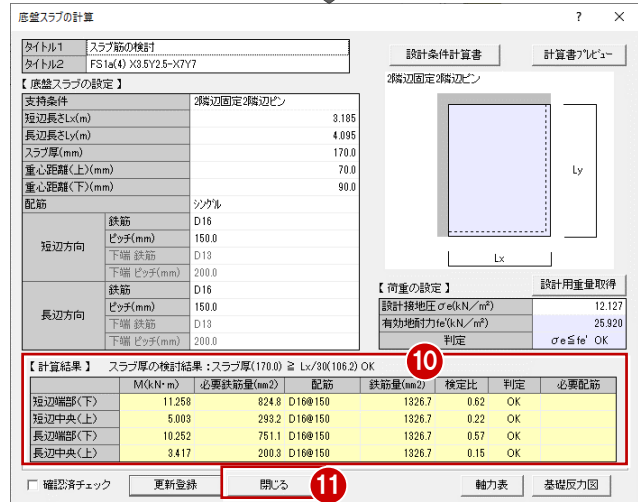 底盤スラブの計算 ? ×
タイトル1 スラブ筋の検討
タイトル2 FS1a(4) X3.5Y2.5-X7Y7
設計条件計算書 計算書プレビュー
【 底盤スラブの設定 】
支持条件 2隣辺固定2隣辺ピン
短辺長さLx(m) 3.185
長辺長さLy(m) 4.095
スラブ厚(mm) 170.0
重心距離(上)(mm) 70.0
重心距離(下)(mm) 90.0
配筋 シングル
短辺方向
鉄筋 D16
ピッチ(mm) 150.0
下端 鉄筋 D13
下端 ピッチ(mm) 200.0
長辺方向
鉄筋 D16
ピッチ(mm) 150.0
下端 鉄筋 D13
下端 ピッチ(mm) 200.0
2隣辺固定2隣辺ピン
Ly
Lx
【 荷重の設定 】 設計用重量取得
設計接地圧σe(kN/m²) 12.127
有効地耐力fe'(kN/m²) 25.920
判定 σe≦fe' OK
10
【 計算結果 】 スラブ厚の検討結果:スラブ厚(170.0) ≧ Lx/30(106.2) OK
M(kN・m) 必要鉄筋量(mm2) 配筋 鉄筋量(mm2) 検定比 判定 必要配筋
短辺端部(下) 11.258 824.8 D16@150 1326.7 0.62 OK
短辺中央(上) 5.003 293.2 D16@150 1326.7 0.22 OK
長辺端部(下) 10.252 751.1 D16@150 1326.7 0.57 OK
長辺中央(上) 3.417 200.3 D16@150 1326.7 0.15 OK
確認済チェック 更新登録 閉じる 11 軸力表 基礎反力図